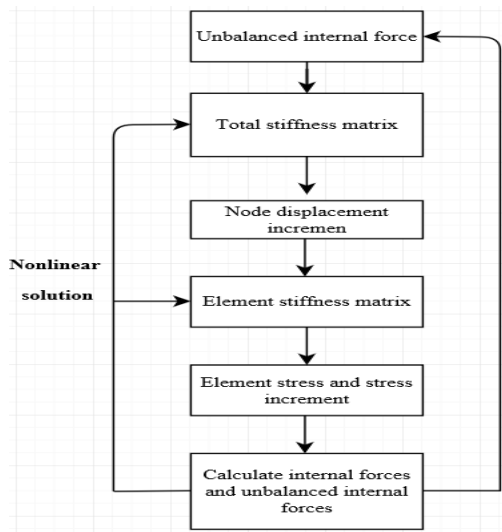 Unbalanced internal force
Total stiffness matrix
Node displacement
incremen
Nonlinear
solution
Element stiffness matrix
Element stress and stress
increment
Calculate internal forces
and unbalanced internal
forces